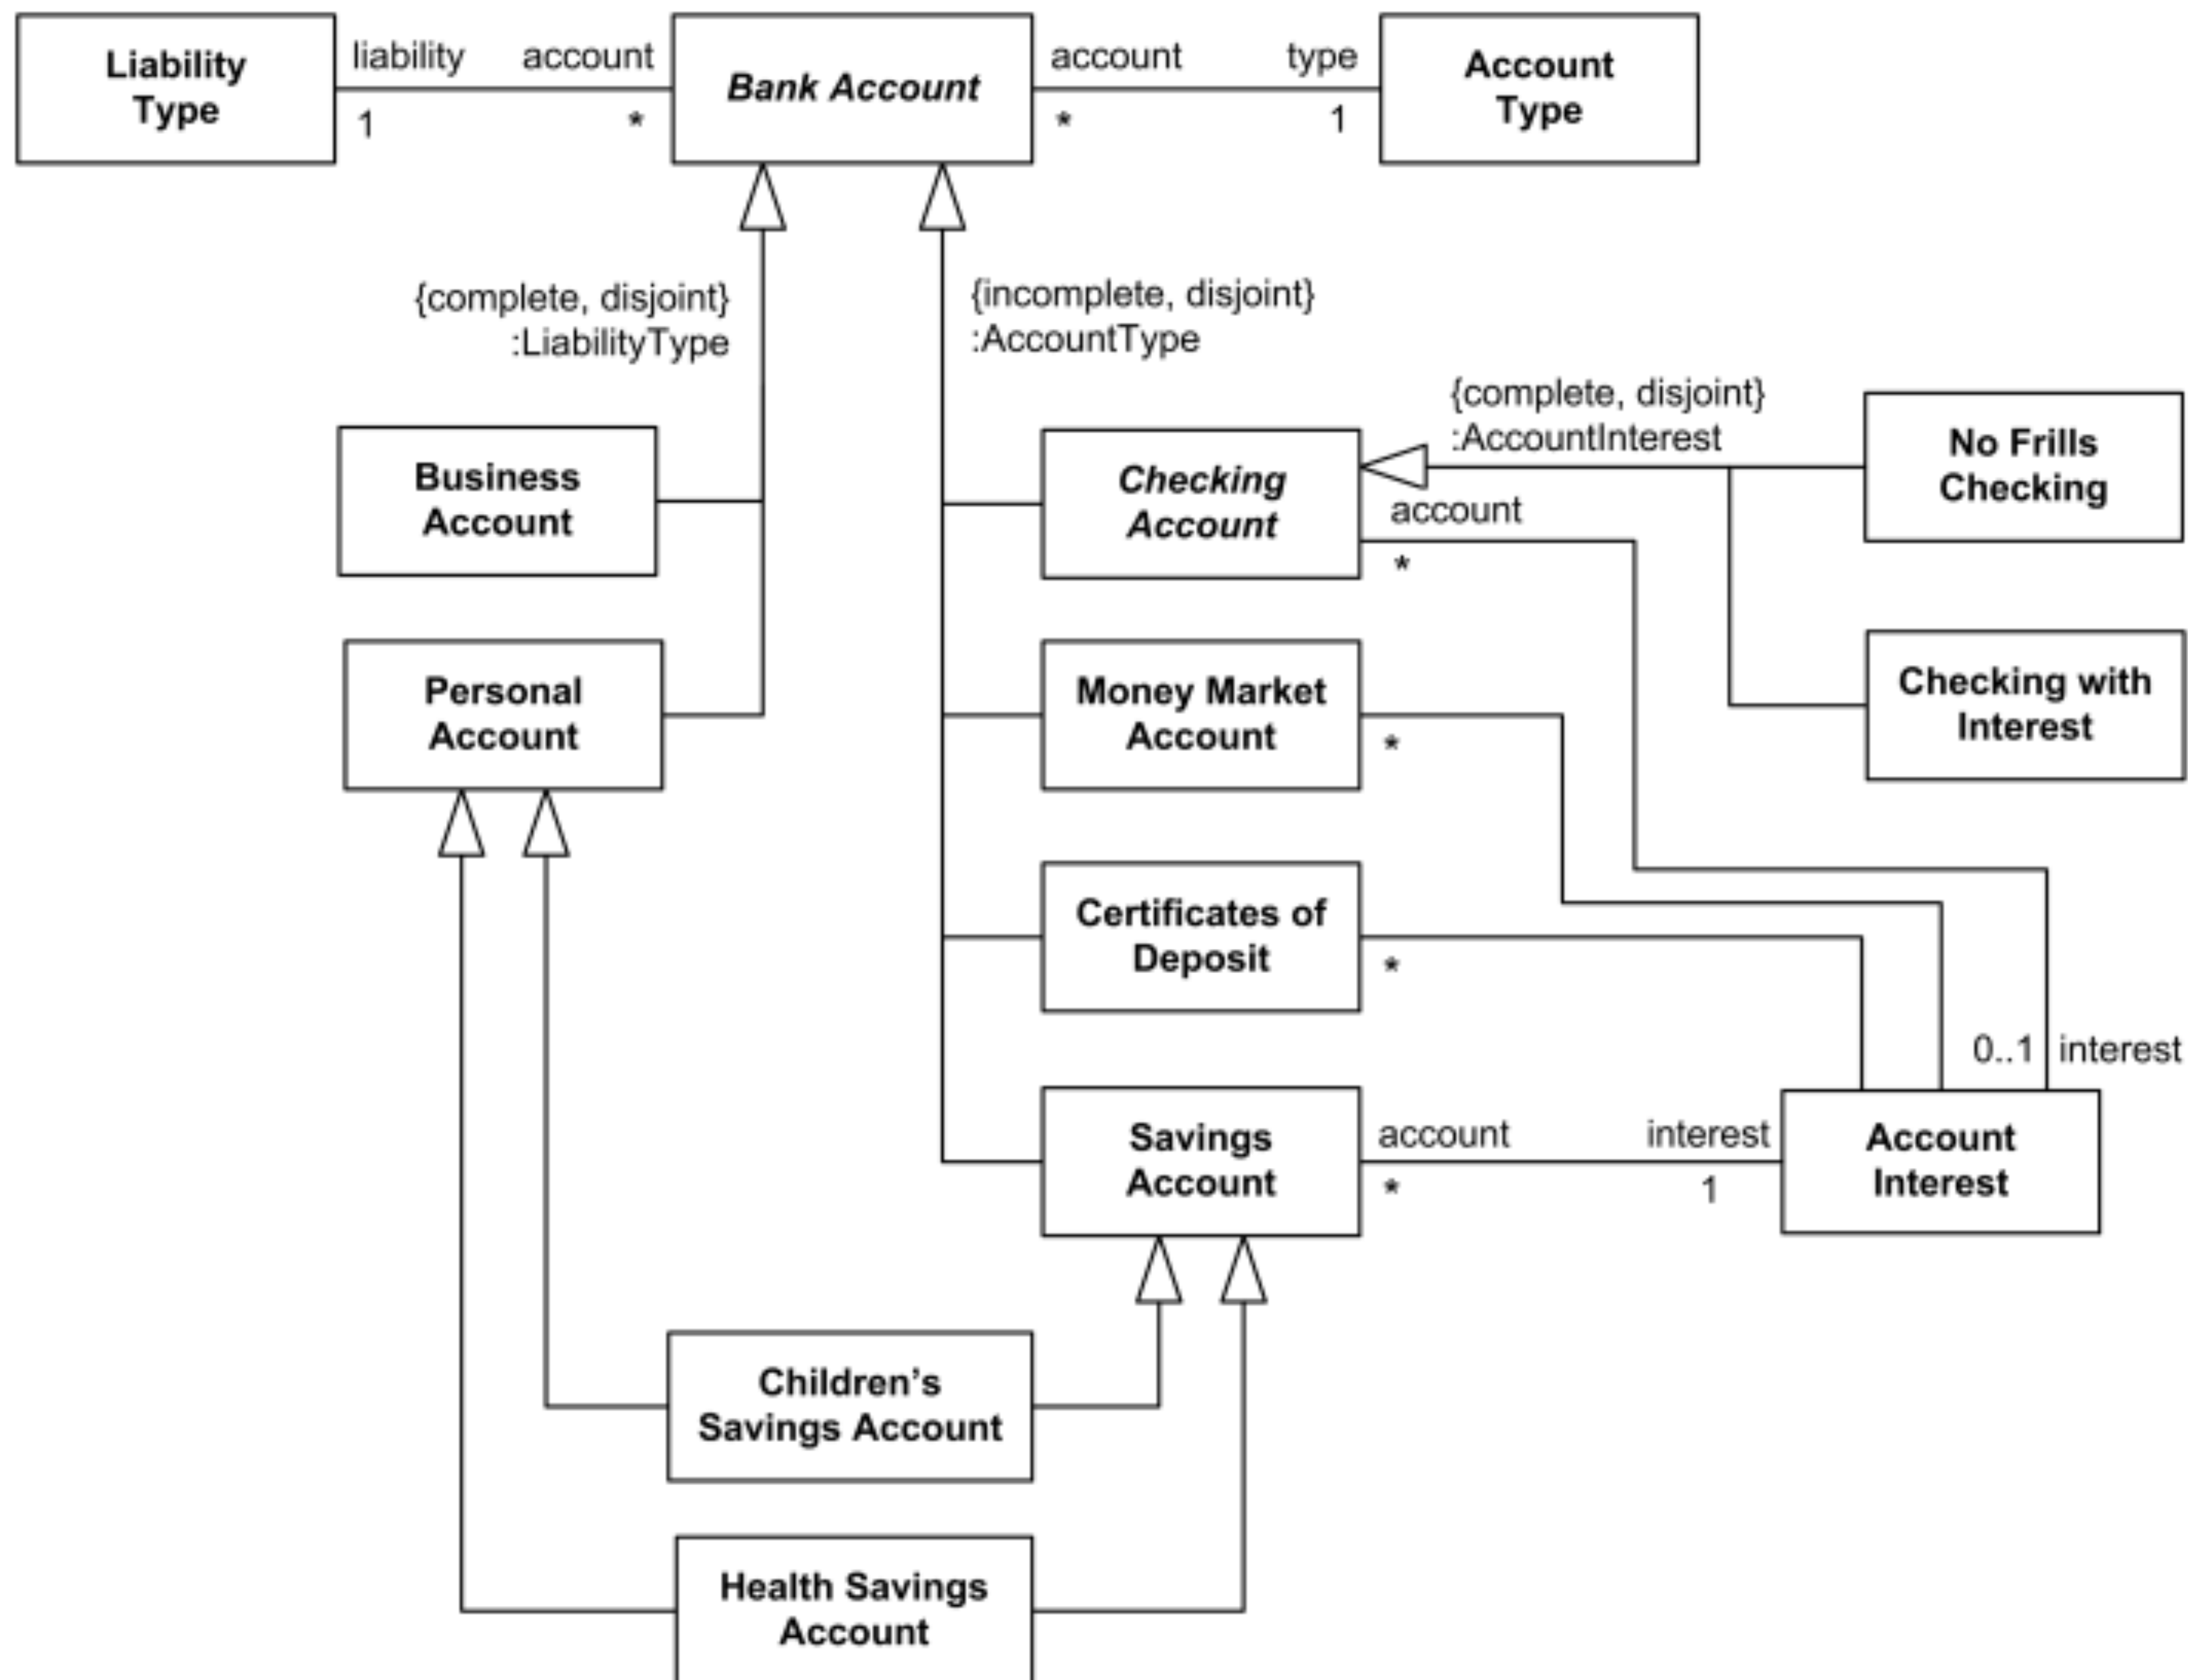 Liability
Type
liability
account
1
*
Bank Account
account
type
*
1
Account
Type
{complete, disjoint}
:LiabilityType
{incomplete, disjoint}
:AccountType
Business
Account
Checking
Account
{complete, disjoint}
:AccountInterest
account
*
No Frills
Checking
Personal
Account
Money Market
Account
*
Checking with
Interest
Certificates of
Deposit
*
0..1
interest
Savings
Account
account
interest
*
1
Account
Interest
Children’s
Savings Account
Health Savings
Account